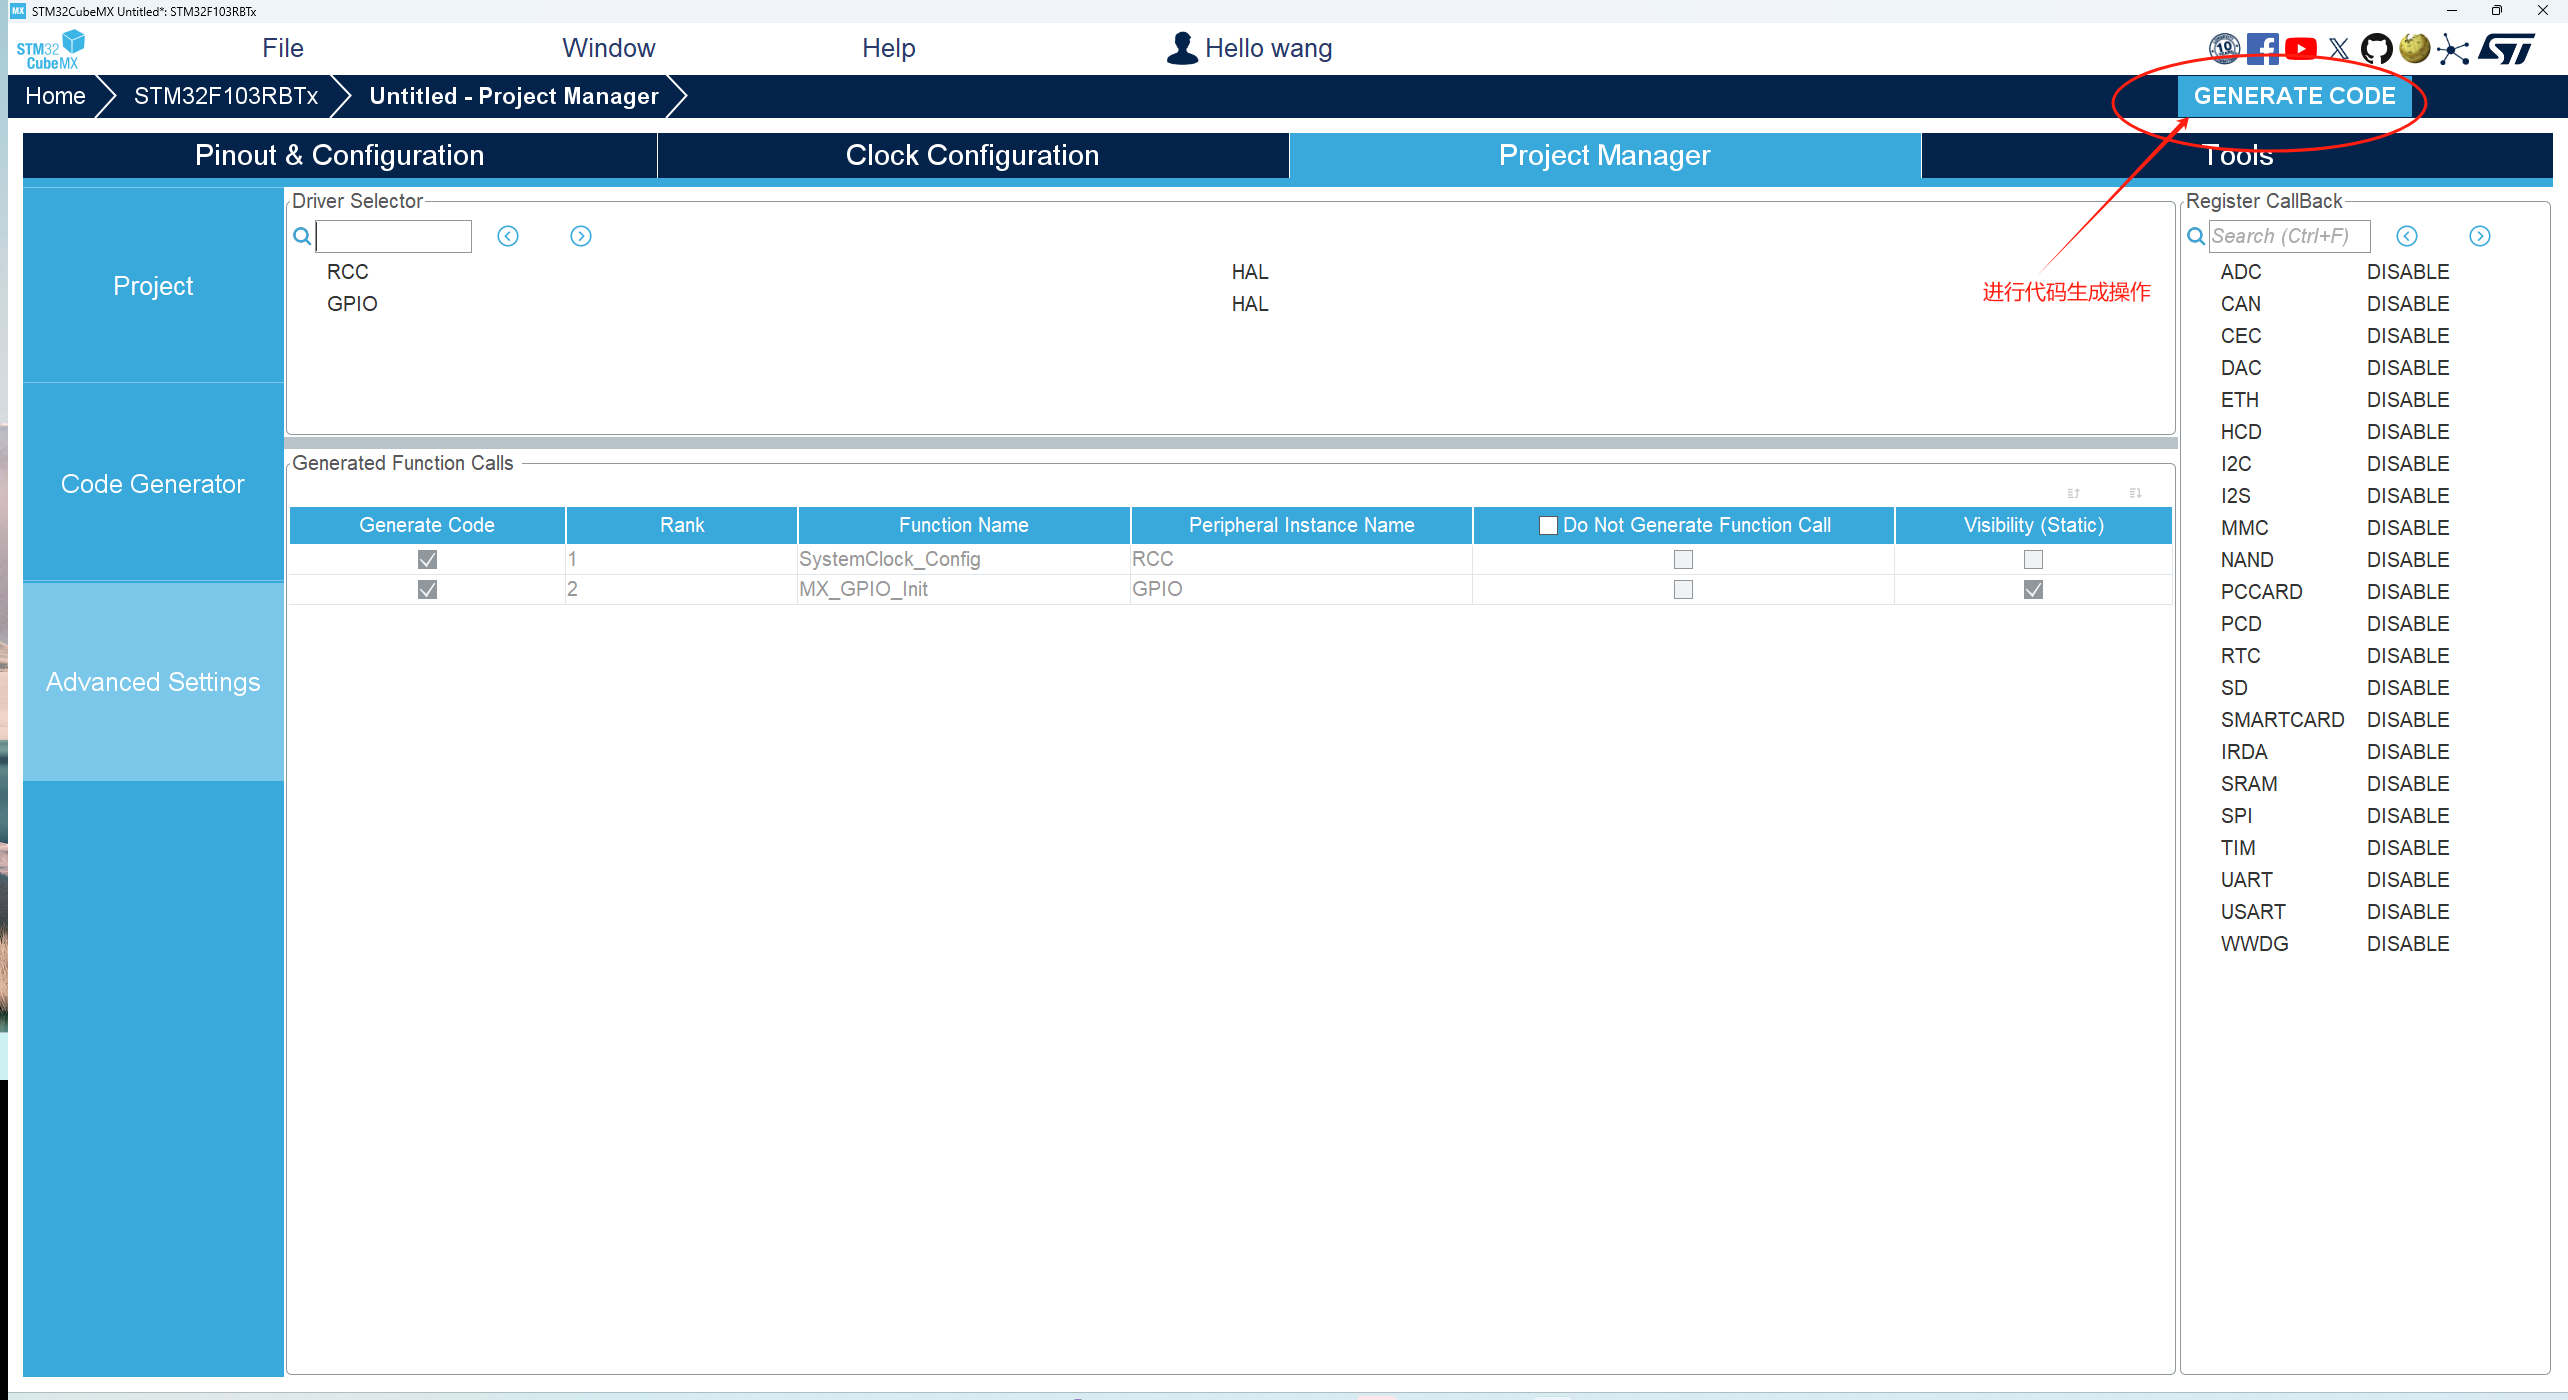 MX STM32CubeMX Untitled*: STM32F103RBTx
STM32 CubeMX
File Window Help Hello wang
10
Home STM32F103RBTx Untitled - Project Manager GENERATE CODE
Pinout & Configuration Clock Configuration Project Manager Tools
Project
Code Generator
Advanced Settings
Driver Selector
RCC HAL
GPIO HAL
进行代码生成操作
Generated Function Calls
Generate Code Rank Function Name Peripheral Instance Name Do Not Generate Function Call Visibility (Static)
1 SystemClock_Config RCC
2 MX_GPIO_Init GPIO
Register CallBack
Search (Ctrl+F)
ADC DISABLE
CAN DISABLE
CEC DISABLE
DAC DISABLE
ETH DISABLE
HCD DISABLE
I2C DISABLE
I2S DISABLE
MMC DISABLE
NAND DISABLE
PCCARD DISABLE
PCD DISABLE
RTC DISABLE
SD DISABLE
SMARTCARD DISABLE
IRDA DISABLE
SRAM DISABLE
SPI DISABLE
TIM DISABLE
UART DISABLE
USART DISABLE
WWDG DISABLE